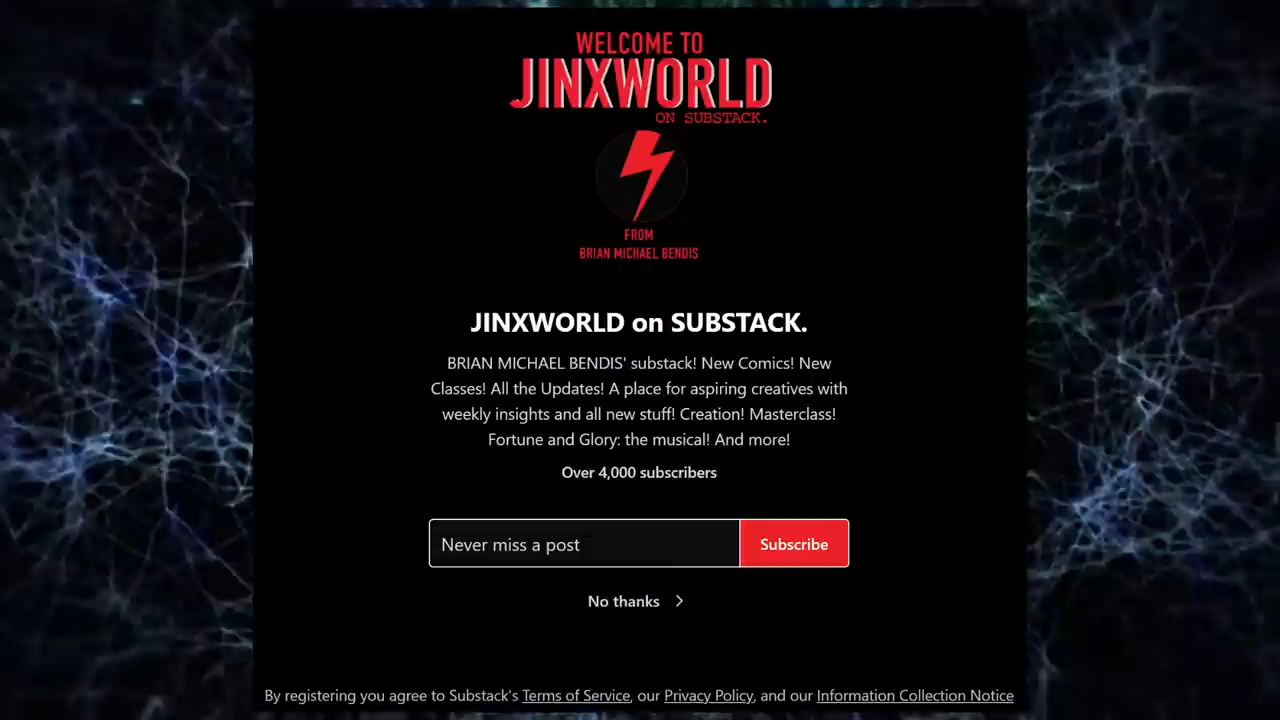 WELCOME TO
JINXWORLD
ON SUBSTACK.
FROM
BRIAN MICHAEL BENDIS
JINXWORLD on SUBSTACK.
BRIAN MICHAEL BENDIS' substack! New Comics! New
Classes! All the Updates! A place for aspiring creatives with
weekly insights and all new stuff! Creation! Masterclass!
Fortune and Glory: the musical! And more!
Over 4,000 subscribers
Never miss a post
Subscribe
No thanks
By registering you agree to Substack's Terms of Service, our Privacy Policy, and our Information Collection Notice